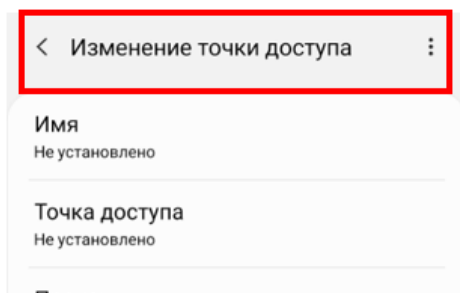 Изменение точки доступа
Имя
Не установлено
Точка доступа
Не установлено